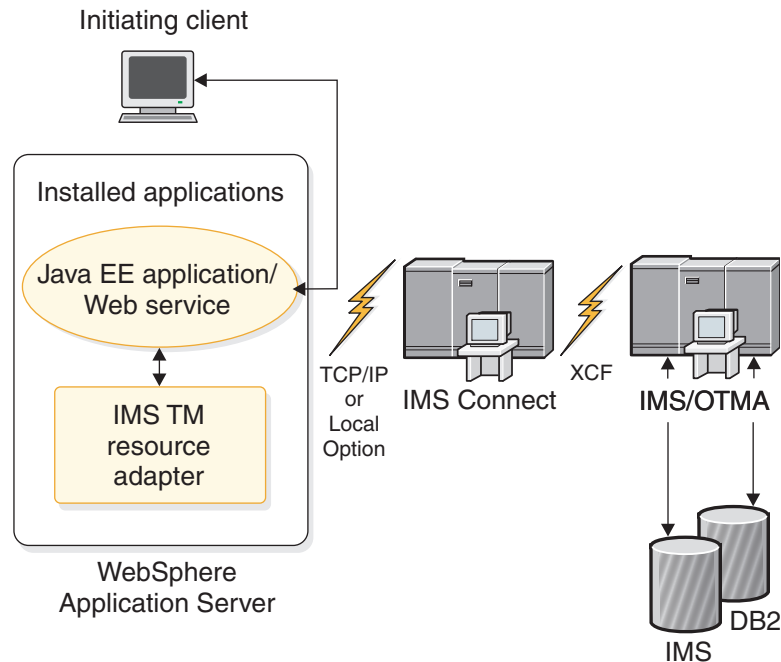 Initiating client
Installed applications
Java EE application/
Web service
IMS TM
resource
adapter
WebSphere
Application Server
TCP/IP
or
Local
Option
IMS Connect
XCF
IMS/OTMA
DB2
IMS